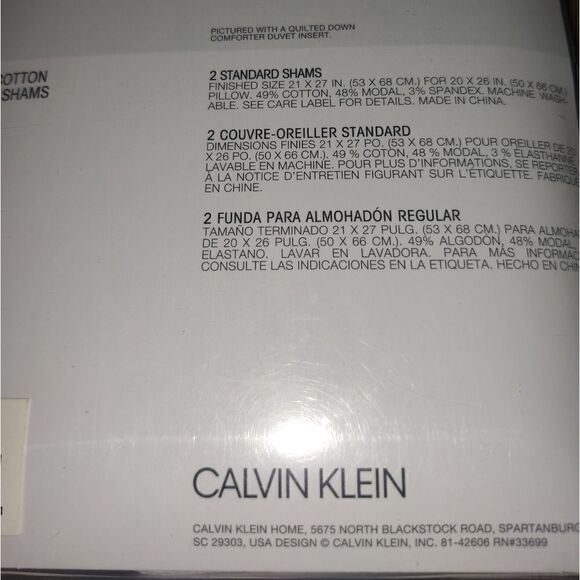 PICTURED WITH A QUILTED DOWN
COMFORTER DUVET INSERT.
COTTON
SHAMS
2 STANDARD SHAMS
FINISHED SIZE 21 X 27 IN. (53 X 68 CM.) FOR 20 X 26 IN. (50 X 66 CM.)
PILLOW. 49% COTTON, 48% MODAL, 3% SPANDEX. MACHINE WASH-
ABLE. SEE CARE LABEL FOR DETAILS. MADE IN CHINA.
2 COUVRE-OREILLER STANDARD
DIMENSIONS FINIES 21 X 27 PO. (53 X 68 CM.) POUR OREILLER DE 20
X 26 PO. (50 X 66 CM.). 49 % COTON, 48 % MODAL, 3 % ÉLASTHANNE.
LAVABLE EN MACHINE. POUR PLUS D'INFORMATIONS, SE REPORTER
À LA NOTICE D'ENTRETIEN FIGURANT SUR L'ÉTIQUETTE. FABRIQUÉ
EN CHINE.
2 FUNDA PARA ALMOHADÓN REGULAR
TAMAÑO TERMINADO 21 X 27 PULG. (53 X 68 CM.) PARA ALMOHA
DE 20 X 26 PULG. (50 X 66 CM.). 49% ALGODÓN, 48% MODAL,
ELASTANO. LAVAR EN LAVADORA. PARA MÁS INFORMAC
CONSULTE LAS INDICACIONES EN LA ETIQUETA. HECHO EN CHIN
CALVIN KLEIN
CALVIN KLEIN HOME, 5675 NORTH BLACKSTOCK ROAD, SPARTANBURG
SC 29303, USA DESIGN © CALVIN KLEIN, INC. 81-42606 RN#33699